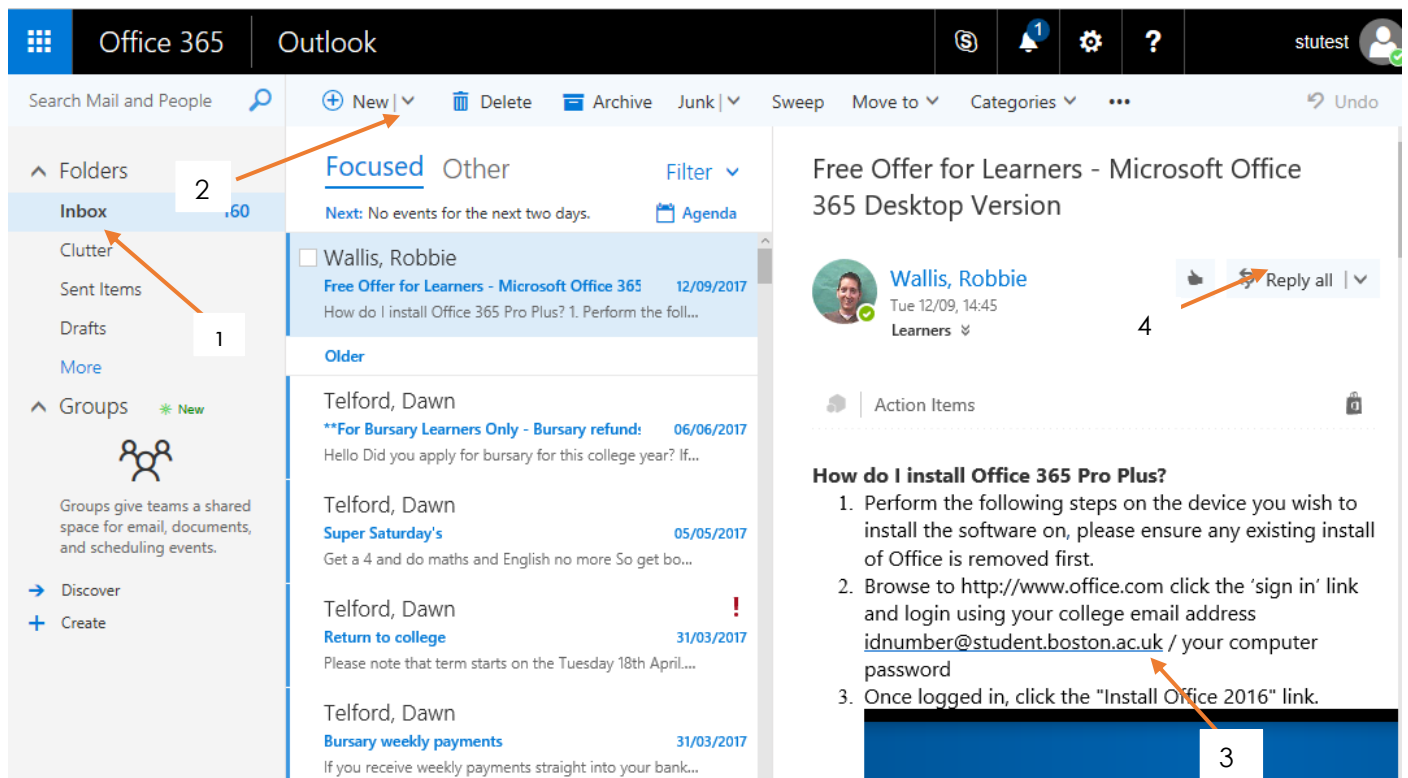 Office 365
Outlook
1
?
stutest
Search Mail and People
New
Delete
Archive
Junk
Sweep
Move to
Categories
•••
Undo
Folders
Inbox
160
Clutter
Sent Items
Drafts
More
Groups
New
Groups give teams a shared
space for email, documents,
and scheduling events.
Discover
Create
2
1
Focused
Other
Filter
Next: No events for the next two days.
Agenda
Wallis, Robbie
Free Offer for Learners - Microsoft Office 365
12/09/2017
How do I install Office 365 Pro Plus? 1. Perform the foll...
Older
Telford, Dawn
**For Bursary Learners Only - Bursary refunds
06/06/2017
Hello Did you apply for bursary for this college year? If...
Telford, Dawn
Super Saturday's
05/05/2017
Get a 4 and do maths and English no more So get bo...
Telford, Dawn
!
Return to college
31/03/2017
Please note that term starts on the Tuesday 18th April....
Telford, Dawn
Bursary weekly payments
31/03/2017
If you receive weekly payments straight into your bank...
Free Offer for Learners - Microsoft Office
365 Desktop Version
Wallis, Robbie
Tue 12/09, 14:45
Learners
Reply all
4
Action Items
How do I install Office 365 Pro Plus?
1. Perform the following steps on the device you wish to
install the software on, please ensure any existing install
of Office is removed first.
2. Browse to http://www.office.com click the ‘sign in’ link
and login using your college email address
idnumber@student.boston.ac.uk / your computer
password
3. Once logged in, click the "Install Office 2016" link.
3